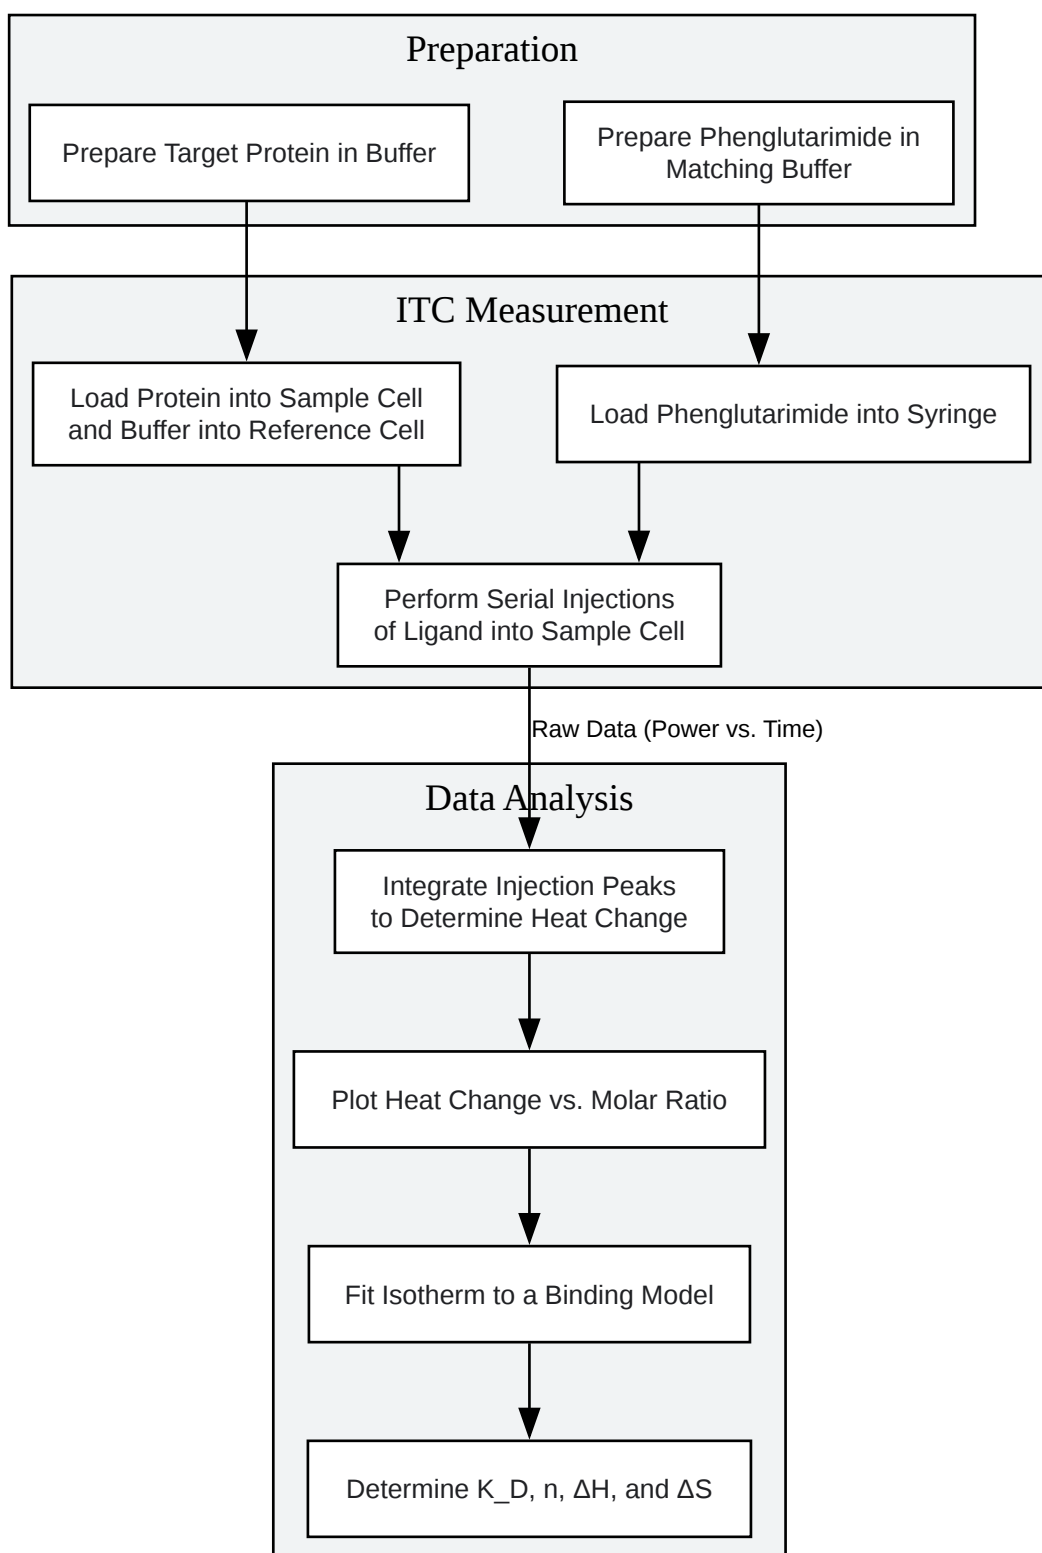 Preparation
Prepare Target Protein in Buffer
Prepare Phenglutarimide in
Matching Buffer
ITC Measurement
Load Protein into Sample Cell
and Buffer into Reference Cell
Load Phenglutarimide into Syringe
Perform Serial Injections
of Ligand into Sample Cell
Raw Data (Power vs. Time)
Data Analysis
Integrate Injection Peaks
to Determine Heat Change
Plot Heat Change vs. Molar Ratio
Fit Isotherm to a Binding Model
Determine K_D, n, ΔH, and ΔS